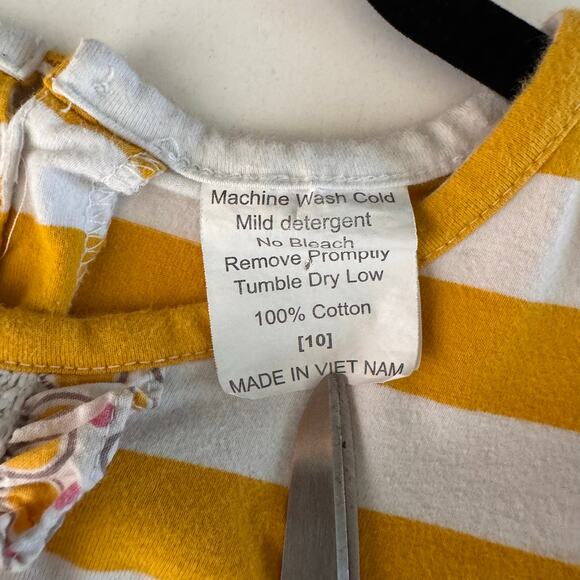 Machine Wash Cold
Mild detergent
No Bleach
Remove Promptly
Tumble Dry Low
100% Cotton
[10]
MADE IN VIET NAM